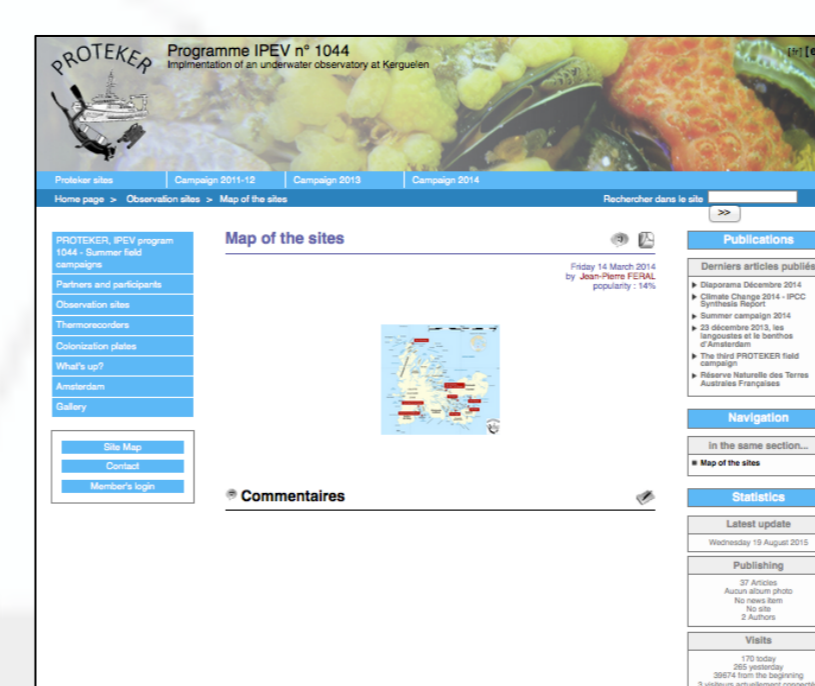 PROTEKER
Programme IPEV n° 1044
Implmentation of an underwater observatory at Kerguelen
[fr] [e
Proteker sites
Campaign 2011-12
Campaign 2013
Campaign 2014
Home page > Observation sites > Map of the sites
Rechercher dans le site
>>
PROTEKER, IPEV program
1044 - Summer field
campaigns
Partners and participants
Observation sites
Thermorecorders
Colonization plates
What's up?
Amsterdam
Gallery
Site Map
Contact
Member's login
Map of the sites
Friday 14 March 2014
by Jean-Pierre FERAL
popularity : 14%
Commentaires
Publications
Derniers articles publiés
Diaporama Décembre 2014
Climate Change 2014 - IPCC
Synthesis Report
Summer campaign 2014
23 décembre 2013, les
langoustes et le benthos
d'Amsterdam
The third PROTEKER field
campaign
Réserve Naturelle des Terres
Australes Françaises
Navigation
in the same section...
Map of the sites
Statistics
Latest update
Wednesday 19 August 2015
Publishing
37 Articles
Aucun album photo
No news item
No site
2 Authors
Visits
170 today
265 yesterday
39674 from the beginning
3 visiteurs actuellement connecté